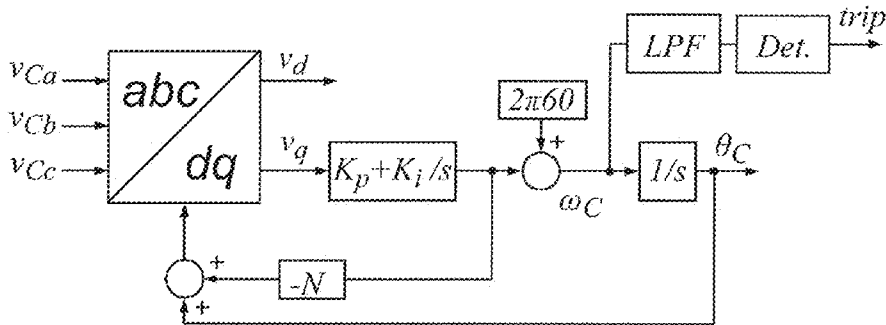 trip
LPF
Det.
v_Ca
v_d
abc
2π60
v_Cb
+
v_q
θ_C
v_Cc
dq
K_p+K_i/s
1/s
ω_C
+
-N
+